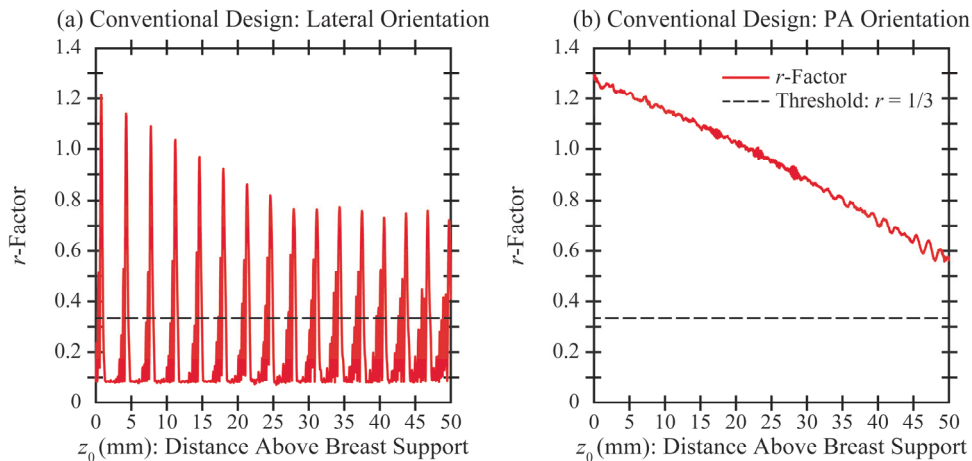 (a) Conventional Design: Lateral Orientation
1.4
1.2
1.0
0.8
0.6
0.4
0.2
0
r-Factor
0 5 10 15 20 25 30 35 40 45 50
z0 (mm): Distance Above Breast Support
(b) Conventional Design: PA Orientation
1.4
1.2
1.0
0.8
0.6
0.4
0.2
0
r-Factor
r-Factor
Threshold: r = 1/3
0 5 10 15 20 25 30 35 40 45 50
z0 (mm): Distance Above Breast Support